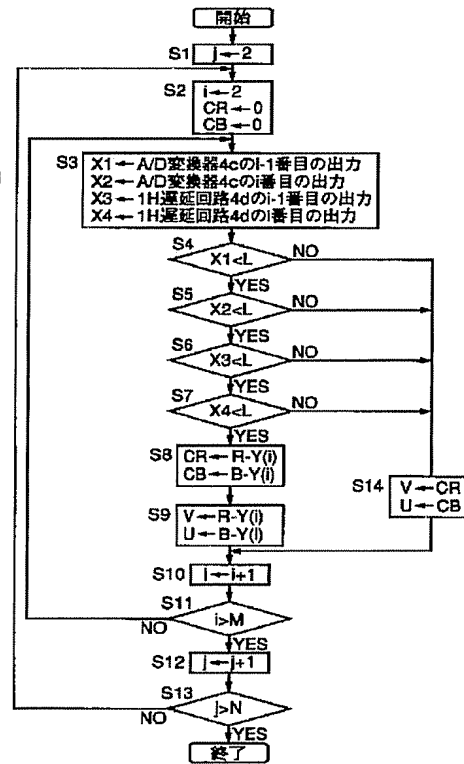 開始
S1
j←2
S2
i←2
CR←0
CB←0
S3
X1←A/D変換器4cのi-1番目の出力
X2←A/D変換器4cのi番目の出力
X3←1H遅延回路4dのi-1番目の出力
X4←1H遅延回路4dのi番目の出力
S4
X1<L
NO
YES
S5
X2<L
NO
YES
S6
X3<L
NO
YES
S7
X4<L
NO
YES
S8
CR←R-Y(i)
CB←B-Y(i)
S14
V←CR
U←CB
S9
V←R-Y(i)
U←B-Y(i)
S10
i←i+1
S11
i>M
NO
YES
S12
j←j+1
S13
j>N
NO
YES
終了